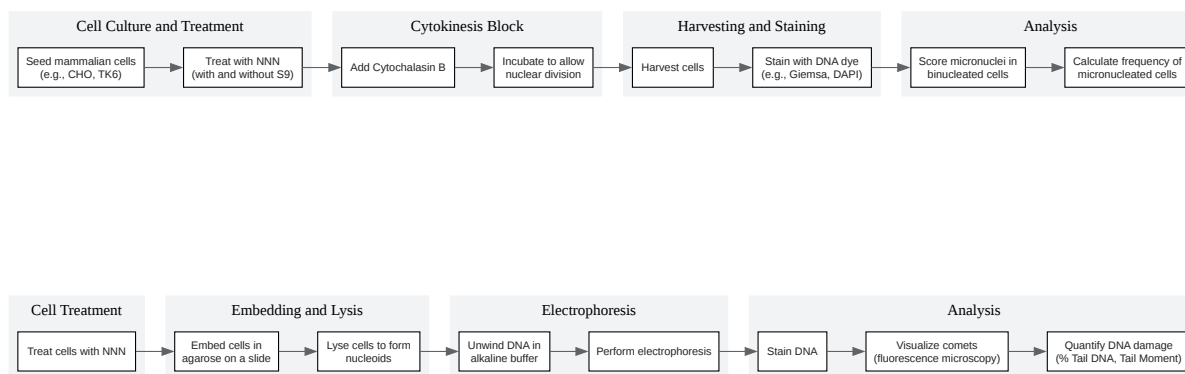 Cell Culture and Treatment
Seed mammalian cells
(e.g., CHO, TK6)
Treat with NNN
(with and without S9)
Cytokinesis Block
Add Cytochalasin B
Incubate to allow
nuclear division
Harvesting and Staining
Harvest cells
Stain with DNA dye
(e.g., Giemsa, DAPI)
Analysis
Score micronuclei in
binucleated cells
Calculate frequency of
micronucleated cells
Cell Treatment
Treat cells with NNN
Embedding and Lysis
Embed cells in
agarose on a slide
Lyse cells to form
nucleoids
Electrophoresis
Unwind DNA in
alkaline buffer
Perform electrophoresis
Analysis
Stain DNA
Visualize comets
(fluorescence microscopy)
Quantify DNA damage
(% Tail DNA, Tail Moment)